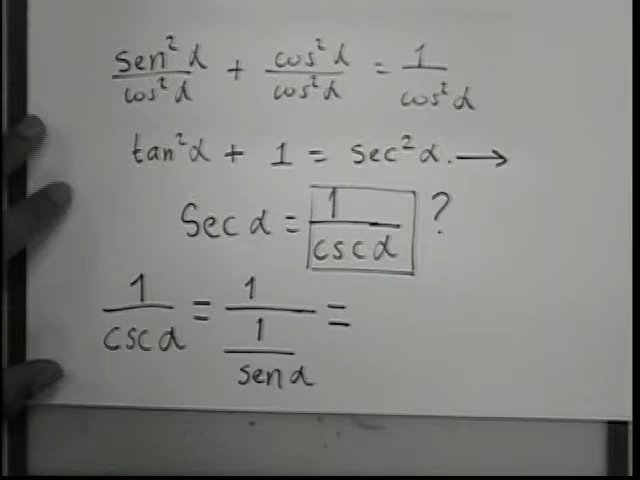 sen²α/cos²α + cos²α/cos²α = 1/cos²α
tan²α + 1 = sec²α. →
Sec α = 1/csc α ?
1/csc α = 1/(1/sen α) =